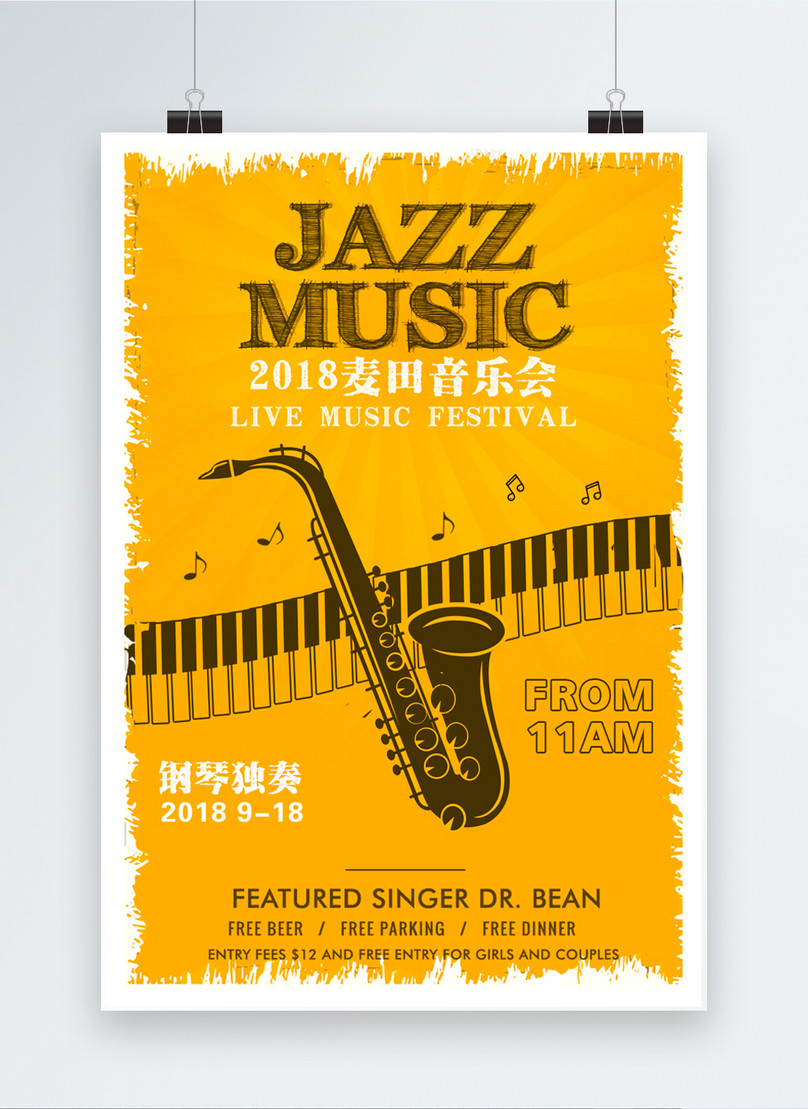 JAZZ
MUSIC
2018麦田音乐会
LIVE MUSIC FESTIVAL
FROM
11AM
钢琴独奏
2018 9-18
FEATURED SINGER DR. BEAN
FREE BEER / FREE PARKING / FREE DINNER
ENTRY FEES $12 AND FREE ENTRY FOR GIRLS AND COUPLES